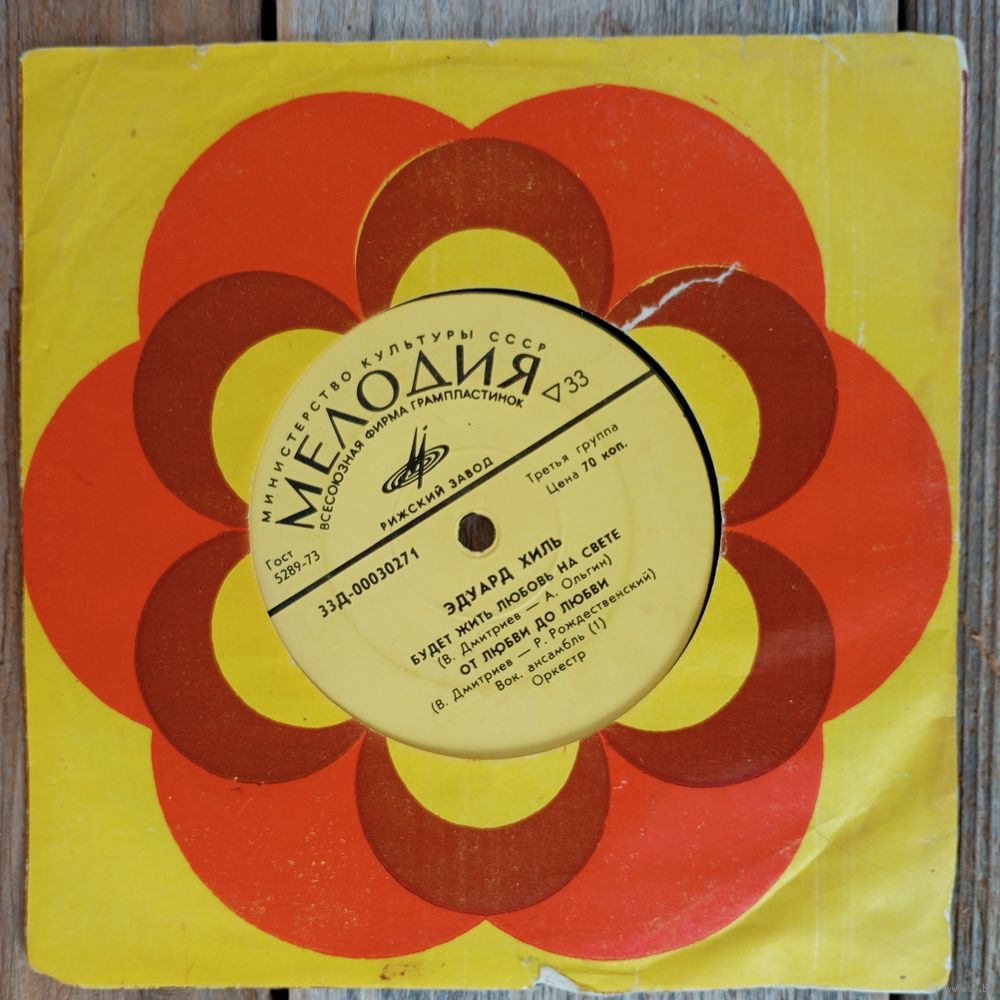 МИНИСТЕРСТВО КУЛЬТУРЫ СССР
МЕЛОДИЯ
ВСЕСОЮЗНАЯ ФИРМА ГРАМПЛАСТИНОК
33
РИЖСКИЙ ЗАВОД
Третья группа
Цена 70 коп.
Гост
5289-73
33Д-00030271
ЭДУАРД ХИЛЬ
БУДЕТ ЖИТЬ ЛЮБОВЬ НА СВЕТЕ
(В. Дмитриев — А. Ольгин)
ОТ ЛЮБВИ ДО ЛЮБВИ
(В. Дмитриев — Р. Рождественский)
Вок. ансамбль (1)
Оркестр